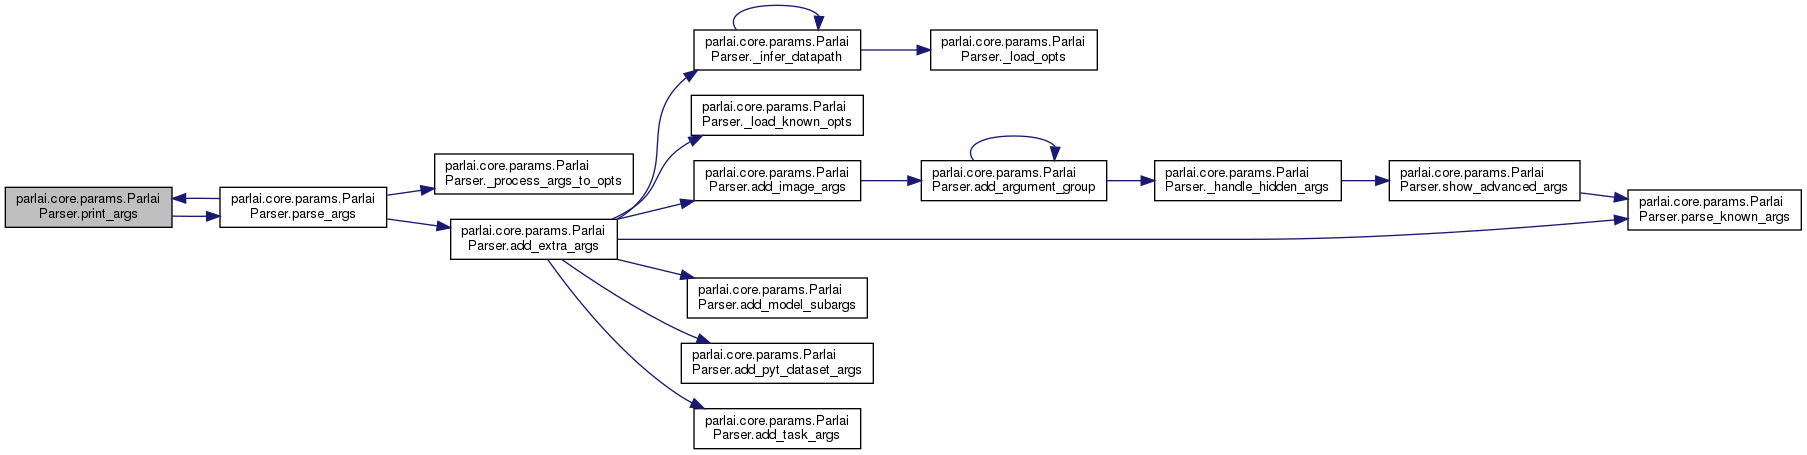 parlai.core.params.Parlai
Parser._infer_datapath
parlai.core.params.Parlai
Parser._load_opts
parlai.core.params.Parlai
Parser._load_known_opts
parlai.core.params.Parlai
Parser._process_args_to_opts
parlai.core.params.Parlai
Parser.add_image_args
parlai.core.params.Parlai
Parser.add_argument_group
parlai.core.params.Parlai
Parser._handle_hidden_args
parlai.core.params.Parlai
Parser.show_advanced_args
parlai.core.params.Parlai
Parser.print_args
parlai.core.params.Parlai
Parser.parse_args
parlai.core.params.Parlai
Parser.parse_known_args
parlai.core.params.Parlai
Parser.add_extra_args
parlai.core.params.Parlai
Parser.add_model_subargs
parlai.core.params.Parlai
Parser.add_pyt_dataset_args
parlai.core.params.Parlai
Parser.add_task_args